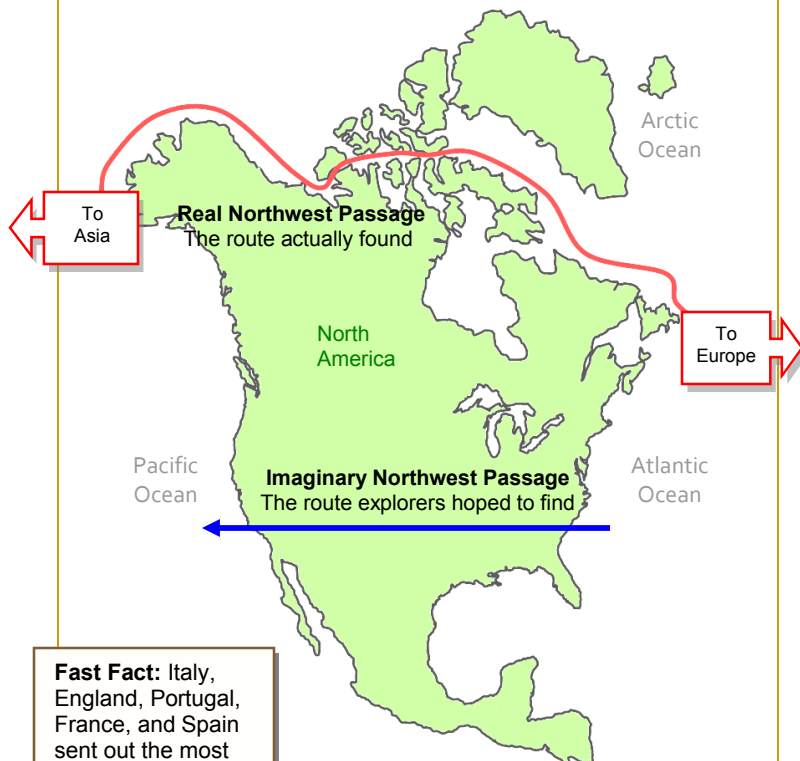 Arctic
Ocean
To
Asia
Real Northwest Passage
The route actually found
North
America
To
Europe
Pacific
Ocean
Imaginary Northwest Passage
The route explorers hoped to find
Atlantic
Ocean
Fast Fact: Italy,
England, Portugal,
France, and Spain
sent out the most